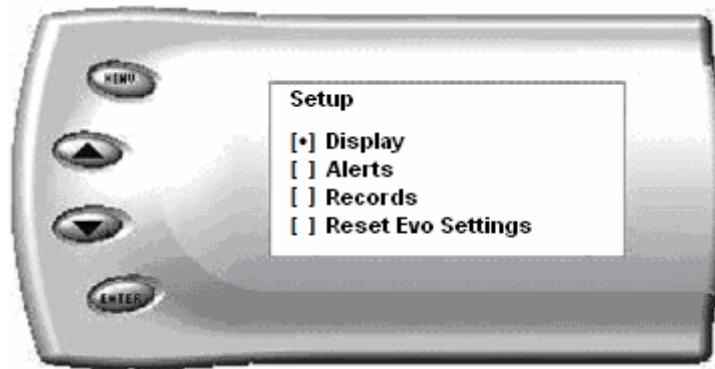 MENU
Setup
[•] Display
[ ] Alerts
[ ] Records
[ ] Reset Evo Settings
ENTER